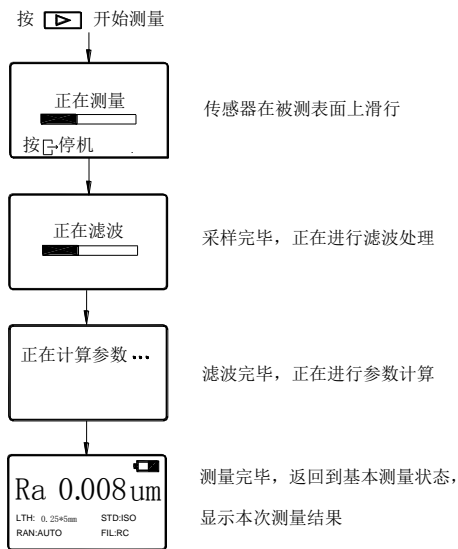 按 开始测量
正在测量
按 停机
传感器在被测表面上滑行
正在滤波
采样完毕，正在进行滤波处理
正在计算参数...
滤波完毕，正在进行参数计算
Ra 0.008um
LTH: 0.25*5mm STD:ISO
RAN:AUTO FIL:RC
测量完毕，返回到基本测量状态，
显示本次测量结果